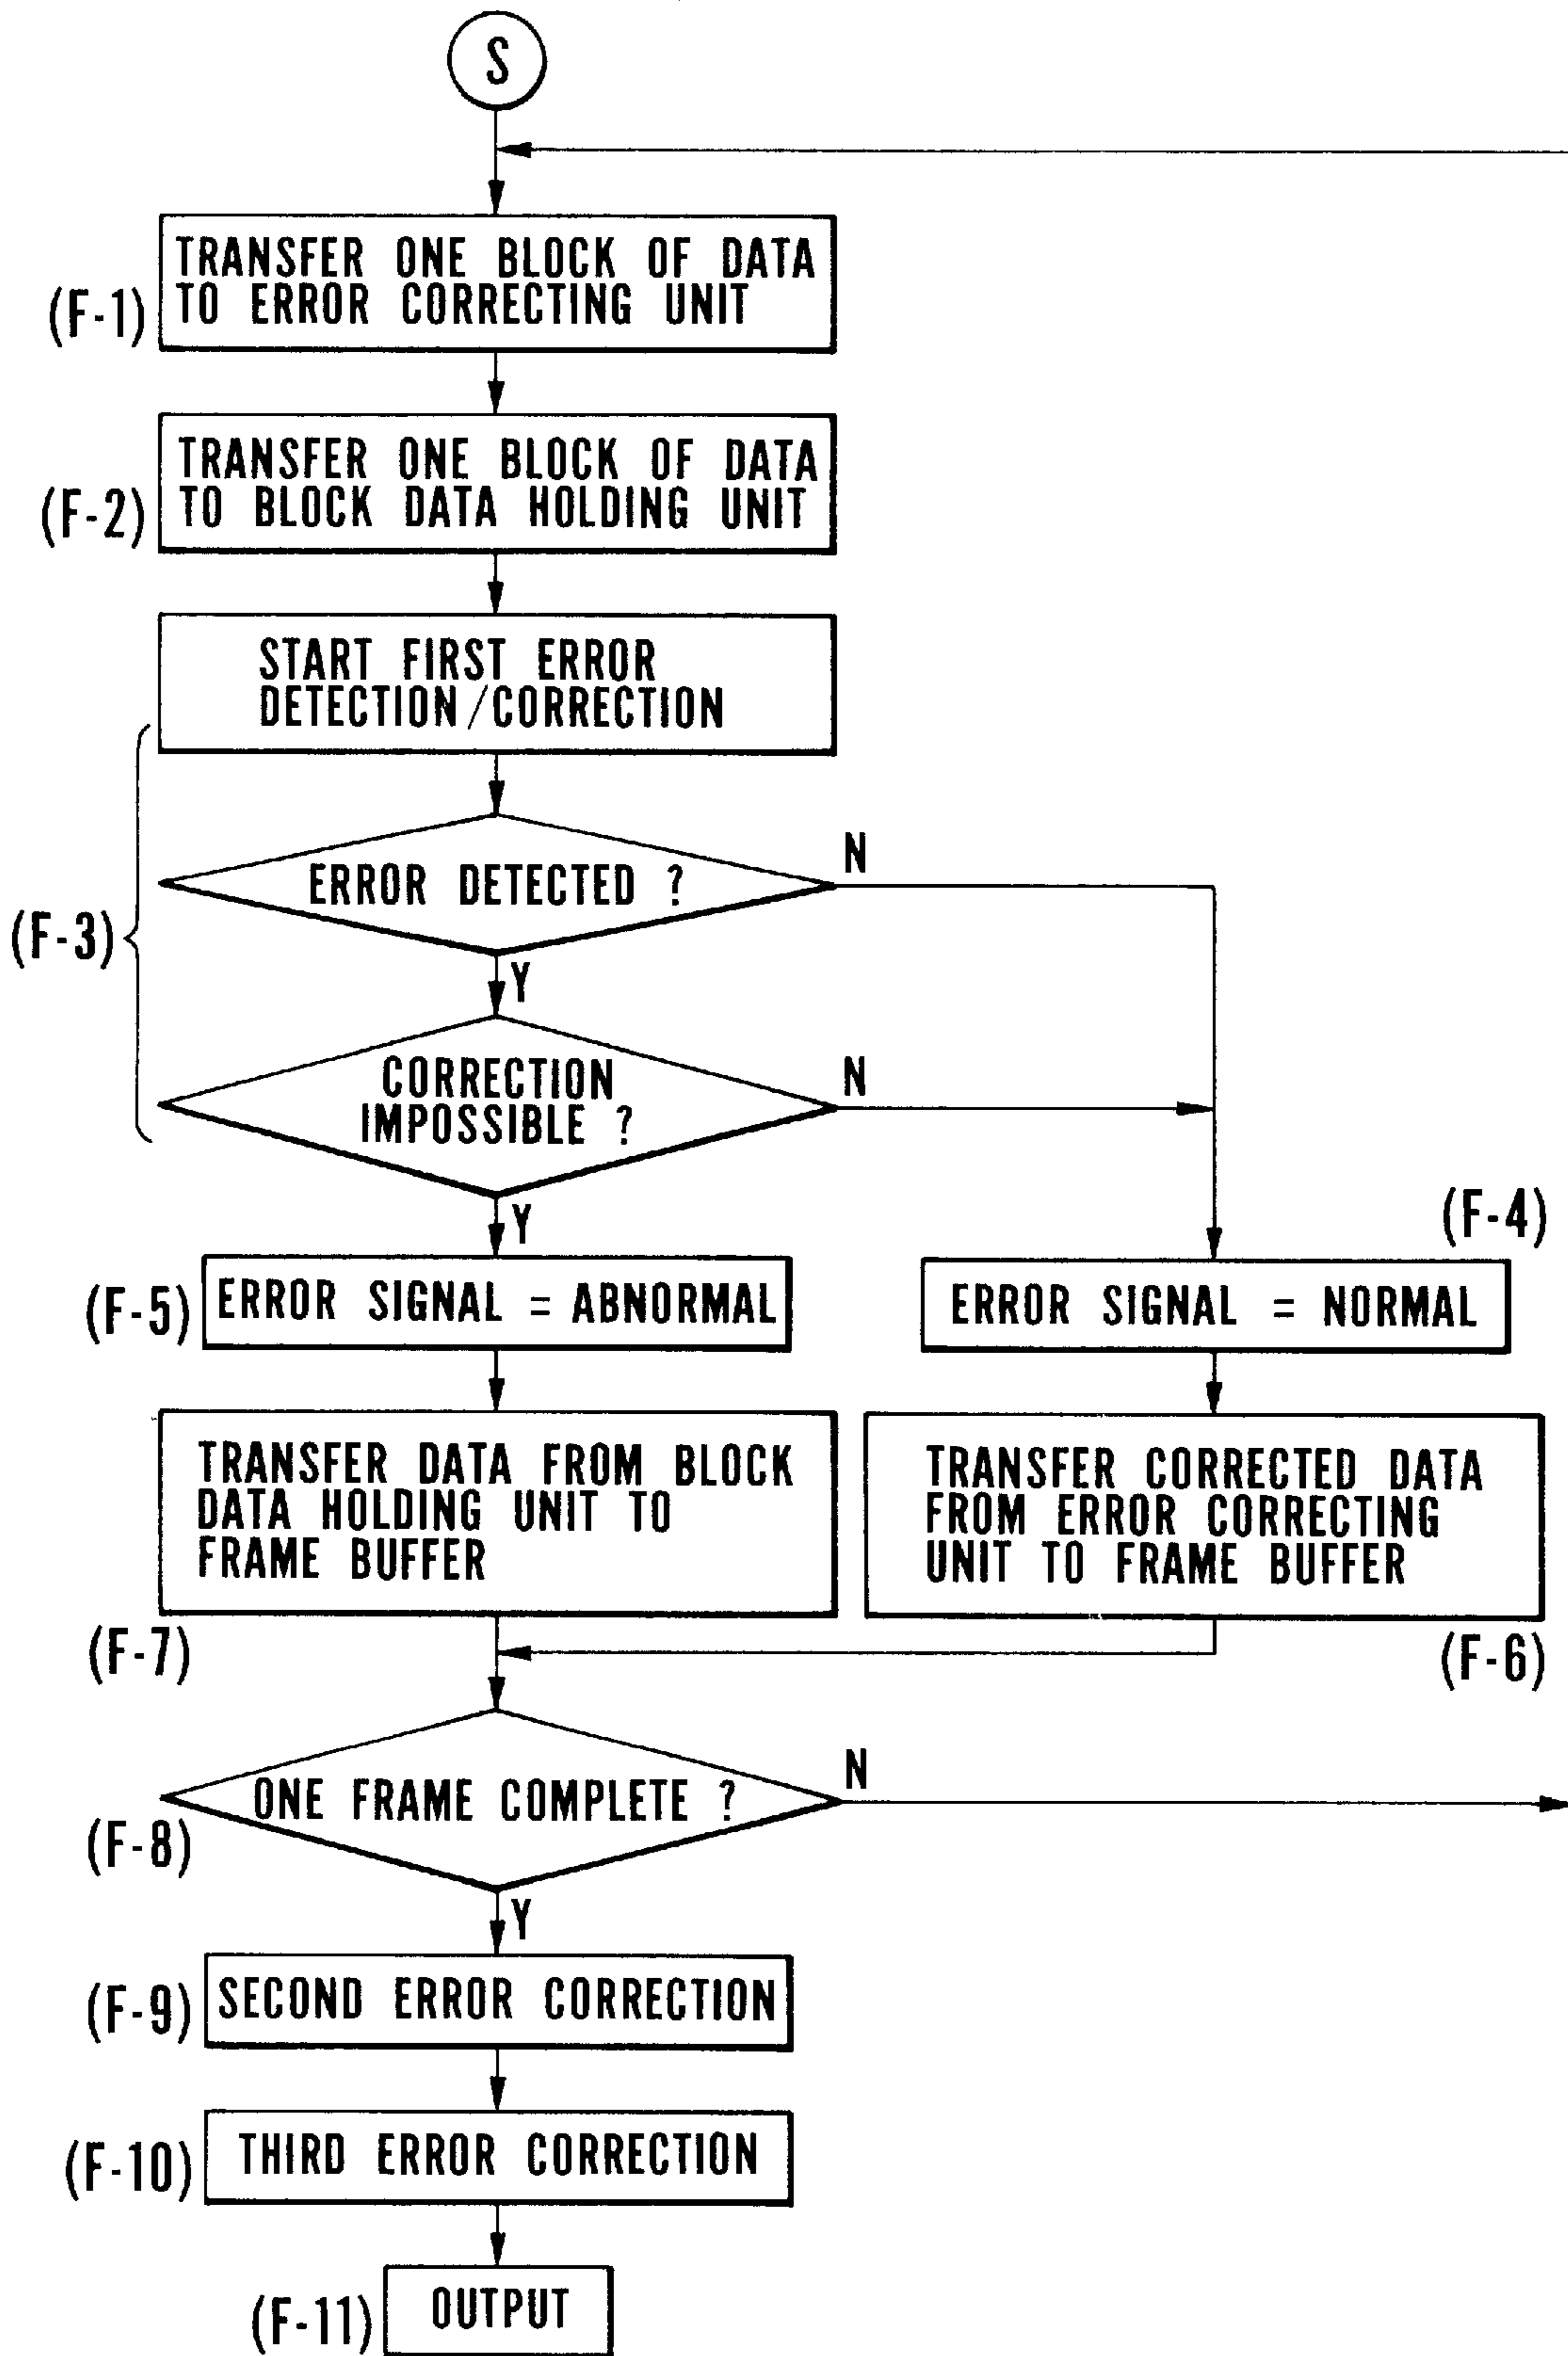 S
TRANSFER ONE BLOCK OF DATA
TO ERROR CORRECTING UNIT
(F-1)
TRANSFER ONE BLOCK OF DATA
TO BLOCK DATA HOLDING UNIT
(F-2)
START FIRST ERROR
DETECTION/CORRECTION
ERROR DETECTED ?
N
(F-3)
Y
CORRECTION
IMPOSSIBLE ?
N
Y
(F-4)
(F-5)
ERROR SIGNAL = ABNORMAL
ERROR SIGNAL = NORMAL
TRANSFER DATA FROM BLOCK
DATA HOLDING UNIT TO
FRAME BUFFER
TRANSFER CORRECTED DATA
FROM ERROR CORRECTING
UNIT TO FRAME BUFFER
(F-7)
(F-6)
ONE FRAME COMPLETE ?
N
(F-8)
Y
(F-9)
SECOND ERROR CORRECTION
(F-10)
THIRD ERROR CORRECTION
(F-11)
OUTPUT